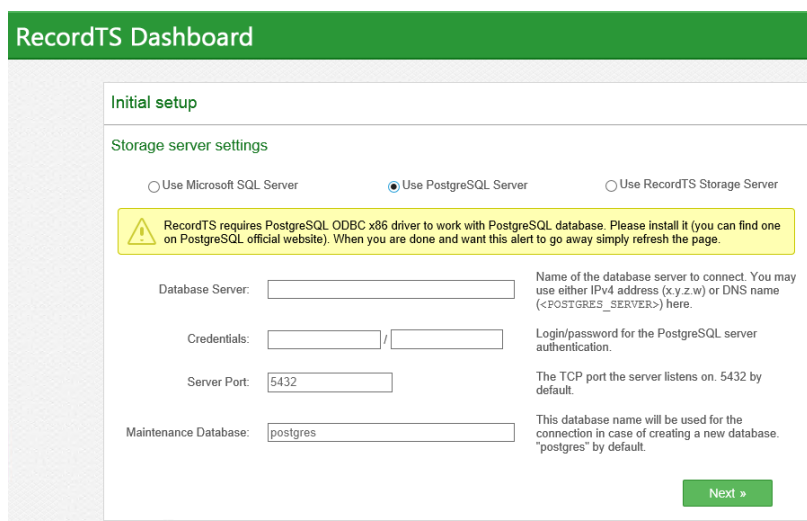 RecordTS Dashboard
Initial setup
Storage server settings
Use Microsoft SQL Server
Use PostgreSQL Server
Use RecordTS Storage Server
RecordTS requires PostgreSQL ODBC x86 driver to work with PostgreSQL database. Please install it (you can find one
on PostgreSQL official website). When you are done and want this alert to go away simply refresh the page.
Database Server:
Name of the database server to connect. You may
use either IPv4 address (x.y.z.w) or DNS name
(<POSTGRES_SERVER>) here.
Credentials:
/
Login/password for the PostgreSQL server
authentication.
Server Port:
5432
The TCP port the server listens on. 5432 by
default.
Maintenance Database:
postgres
This database name will be used for the
connection in case of creating a new database.
"postgres" by default.
Next »